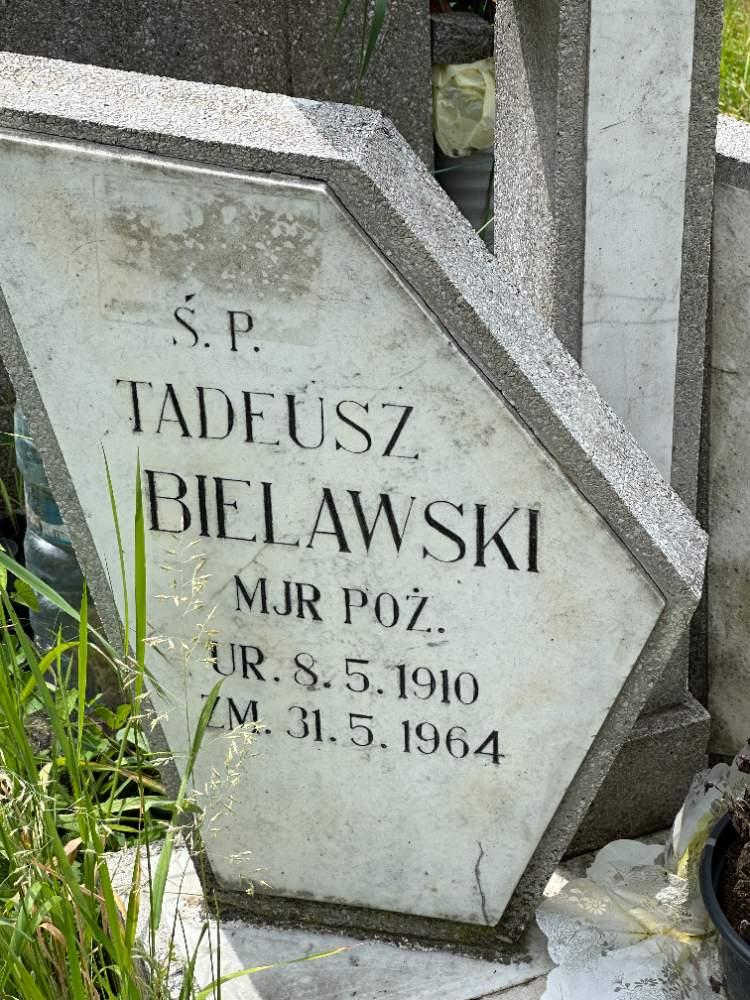 Ś. P.
TADEUSZ
BIELAWSKI
MJR POŻ.
UR. 8. 5. 1910
ZM. 31. 5. 1964